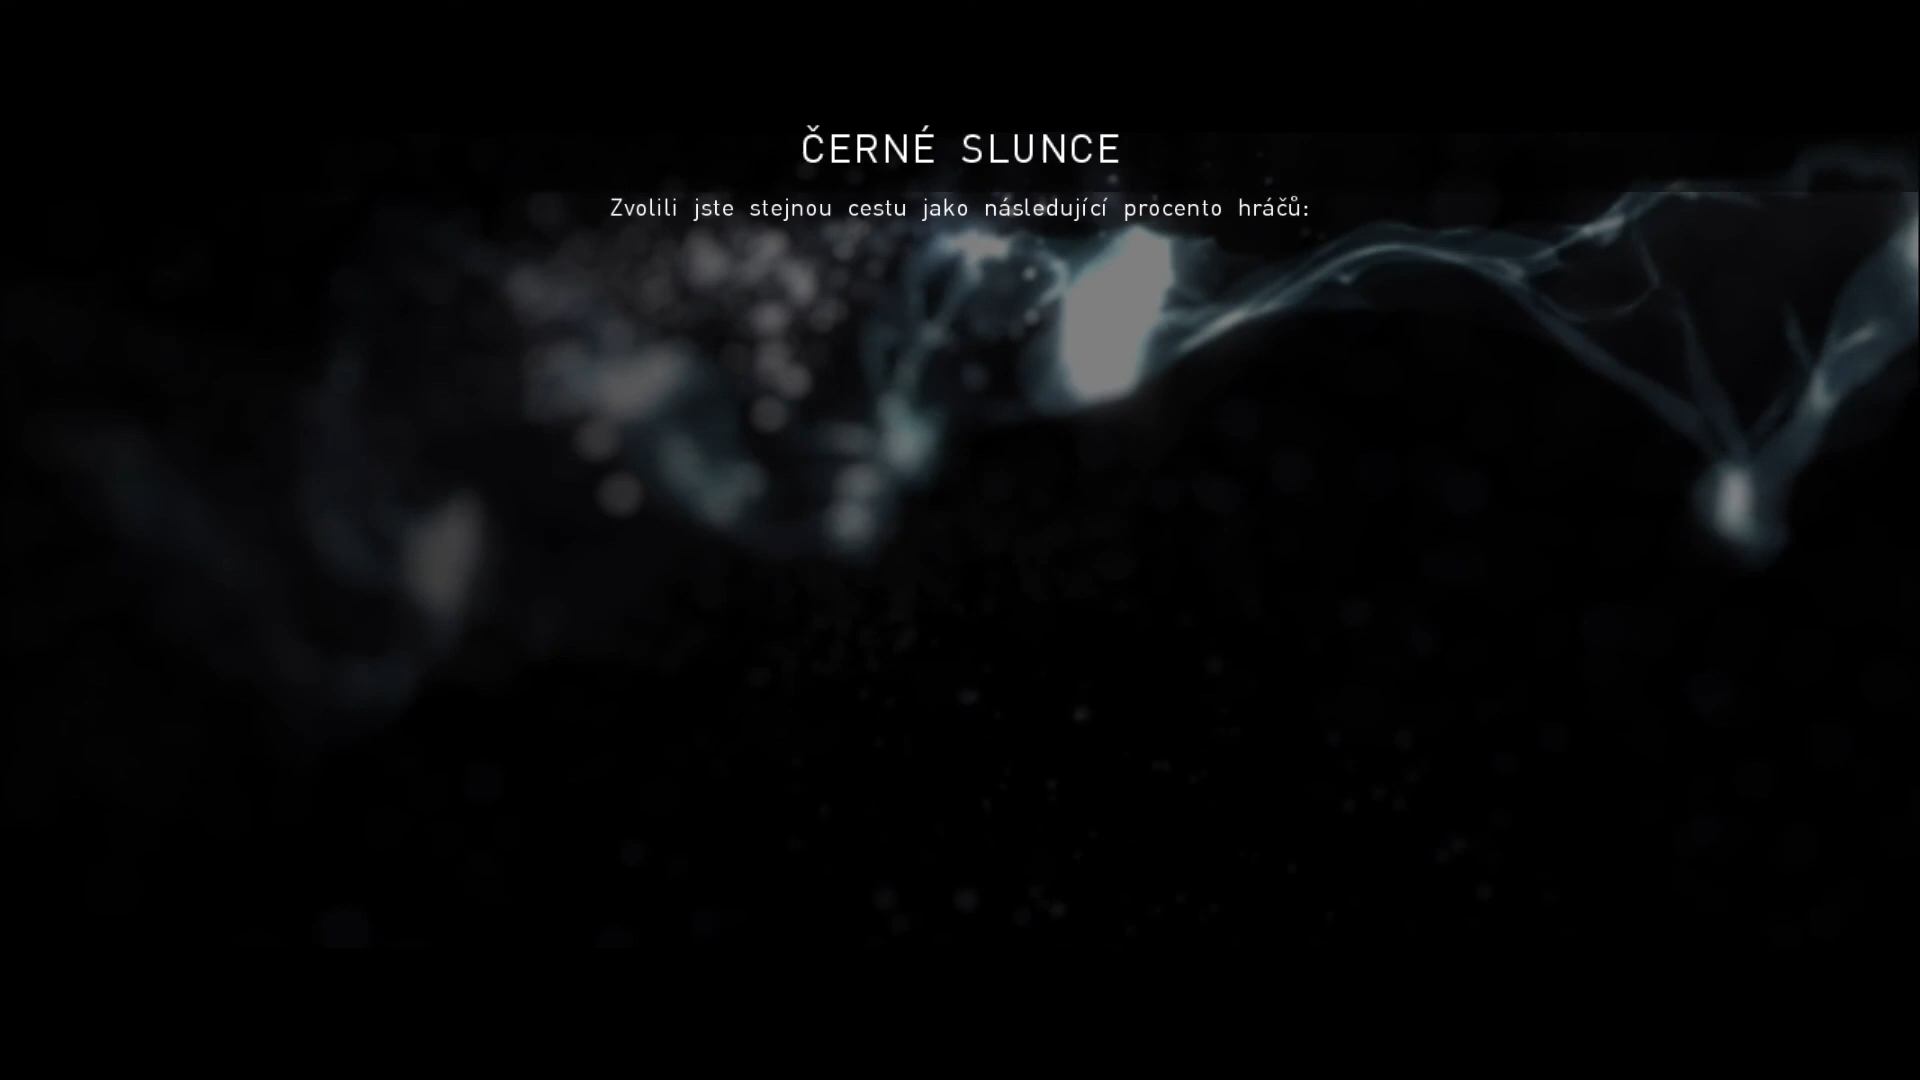 ČERNÉ SLUNCE
Zvolili jste stejnou cestu jako následující procento hráčů: